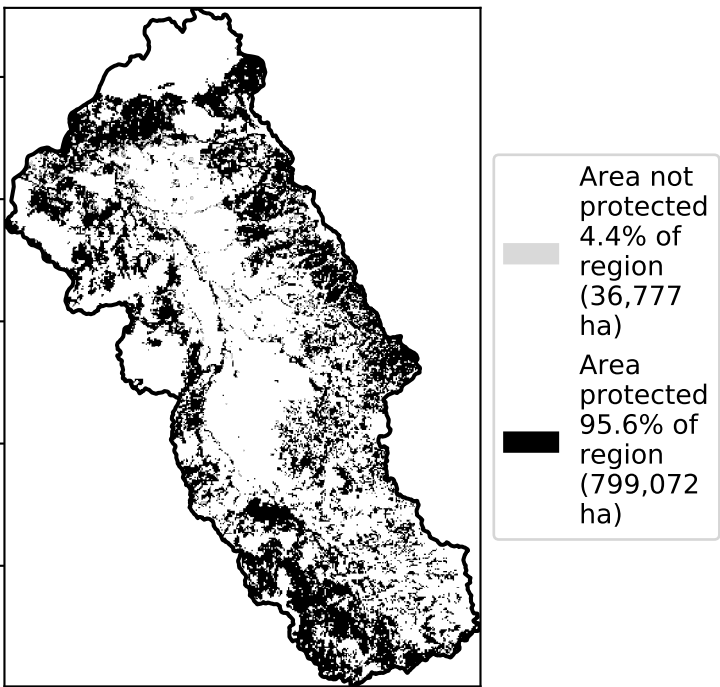 Area not
protected
4.4% of
region
(36,777
ha)
Area
protected
95.6% of
region
(799,072
ha)